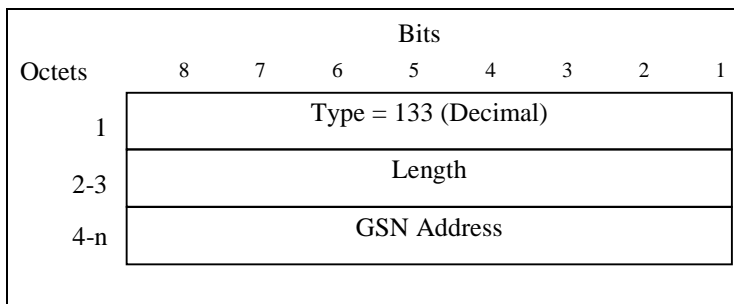 Bits
Octets 8 7 6 5 4 3 2 1
1 Type = 133 (Decimal)
2-3 Length
4-n GSN Address